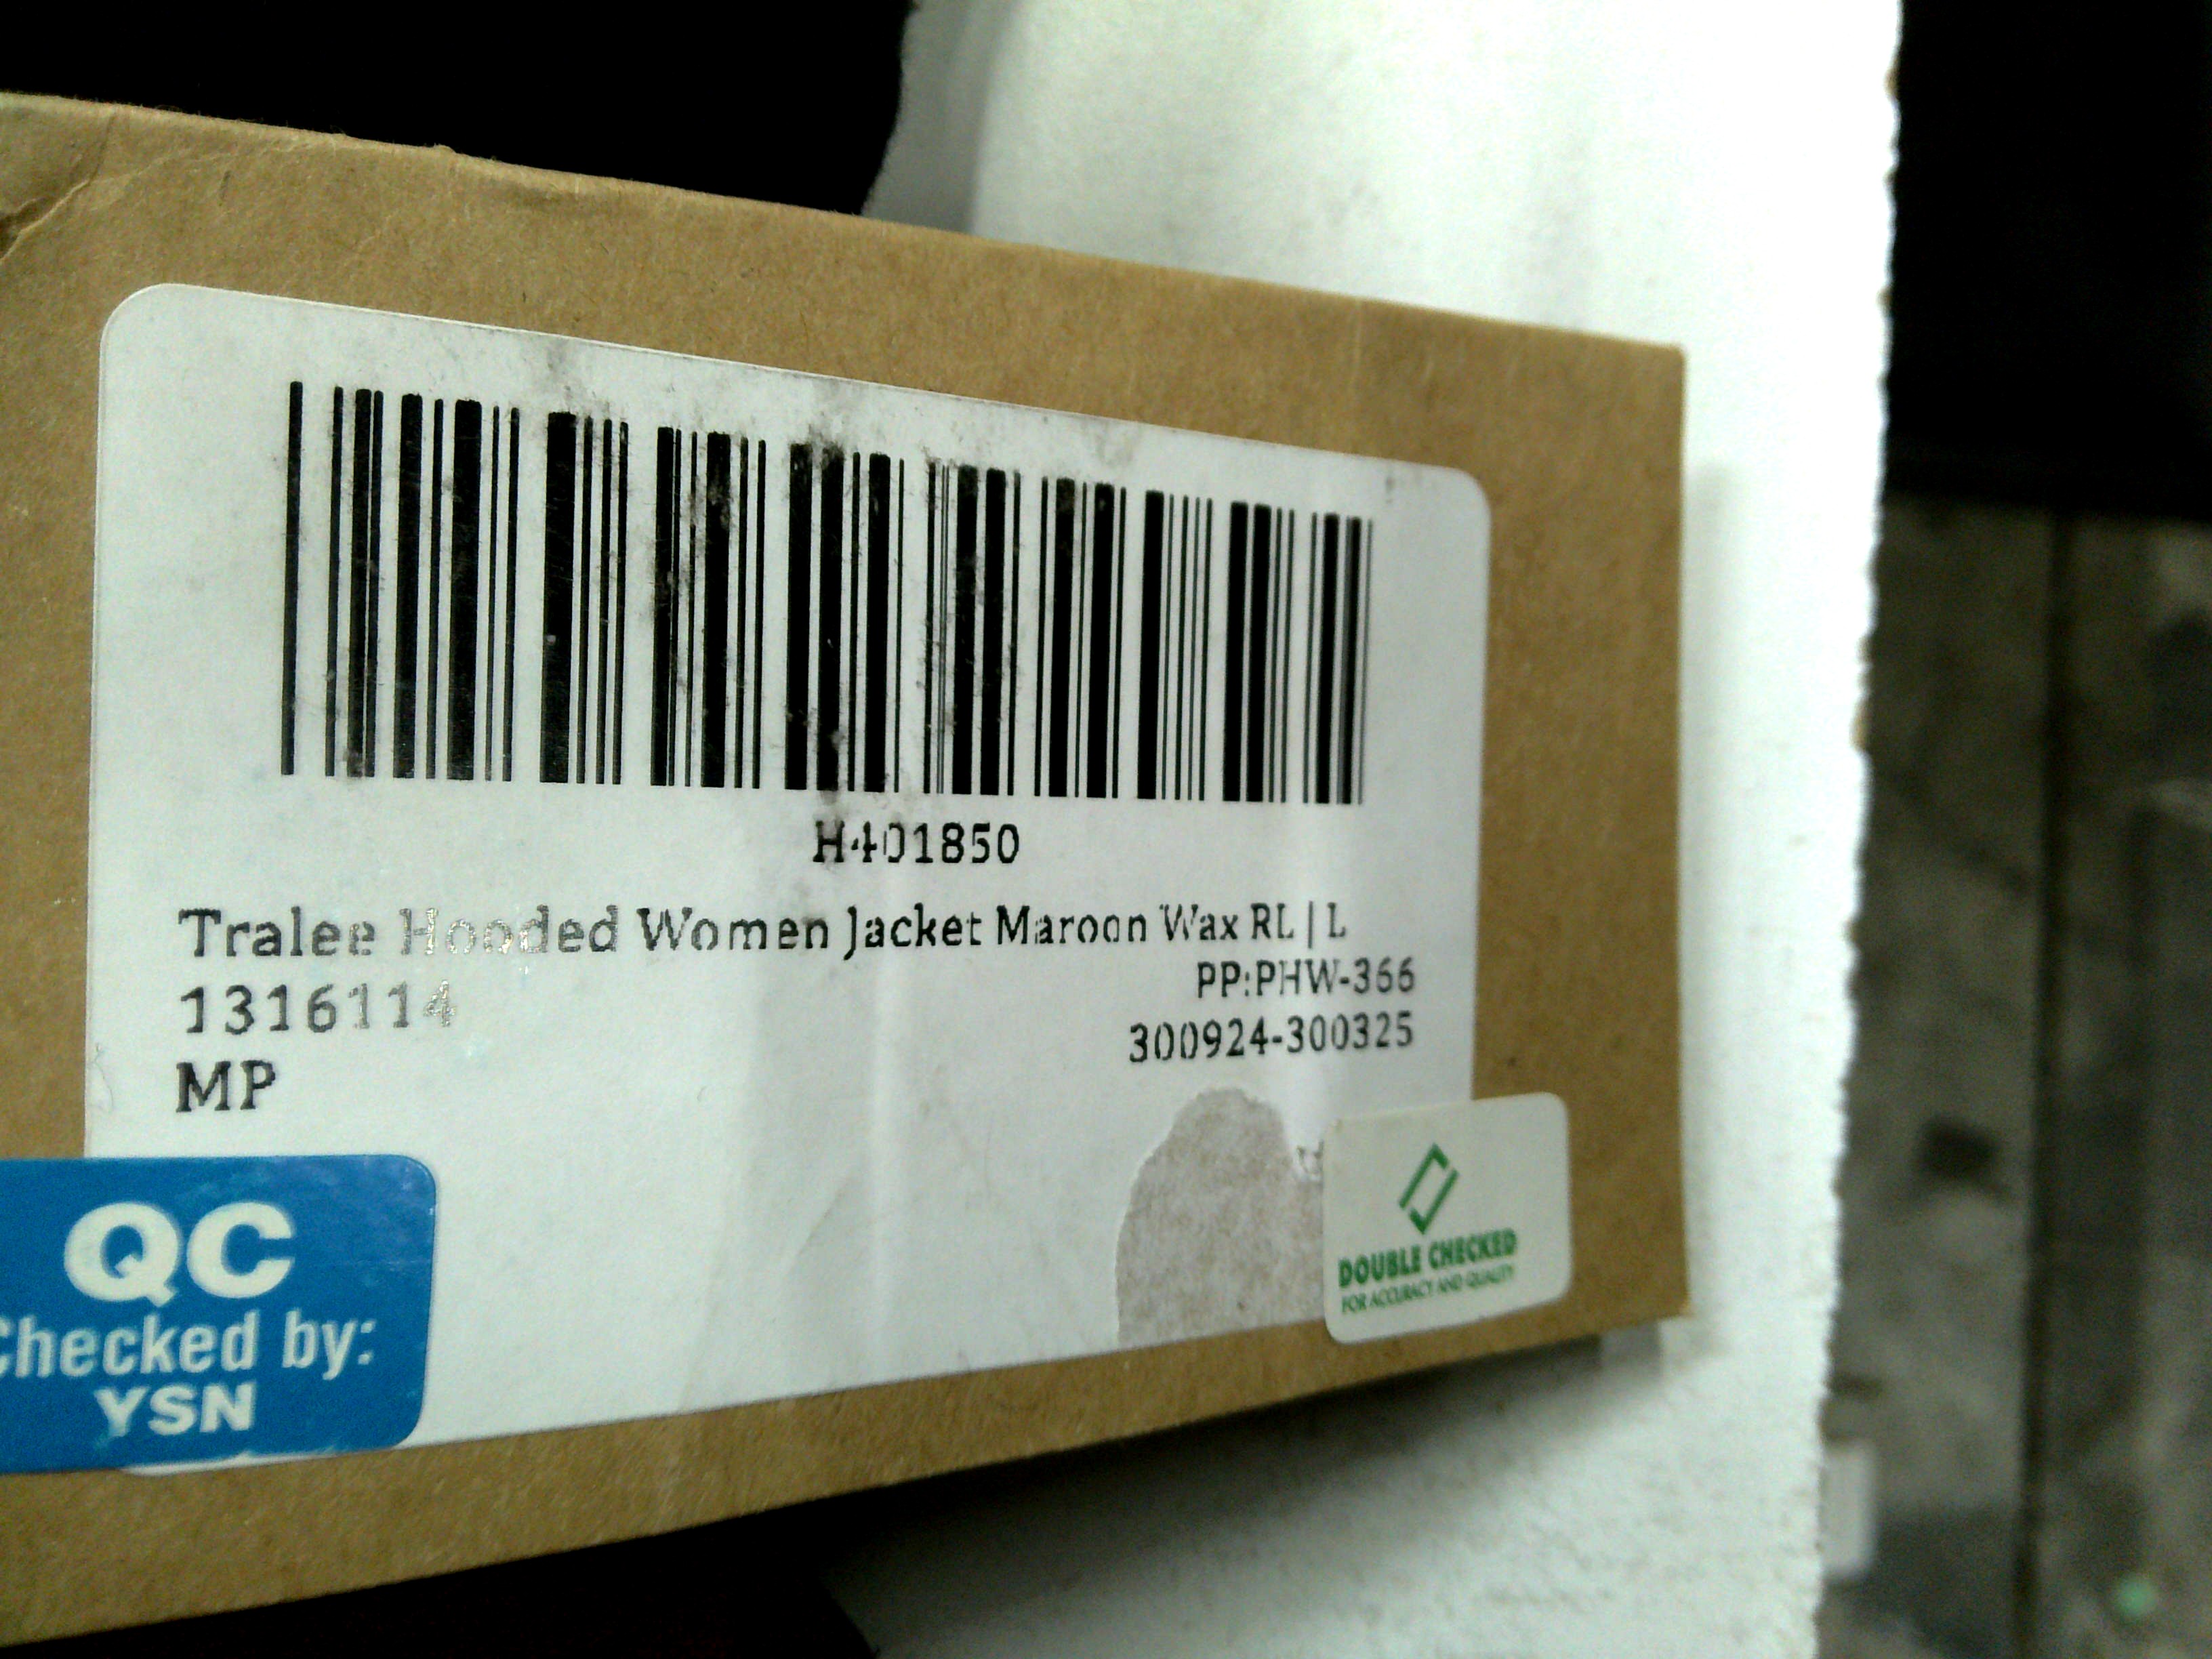 H401850
Tralee Hooded Women Jacket Maroon Wax RL | L
PP:PHW-366
1316114
300924-300325
MP
QC
Checked by:
YSN
DOUBLE CHECKED
FOR ACCURACY AND QUALITY